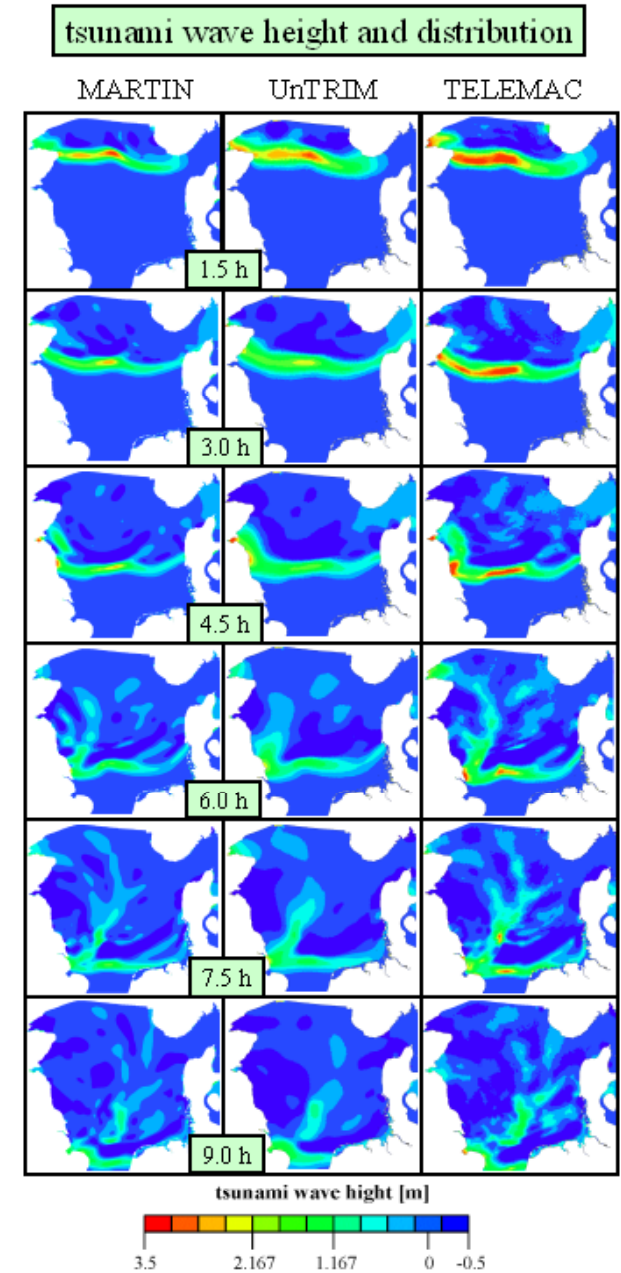 tsunami wave height and distribution
MARTIN UnTRIM TELEMAC
1.5 h
3.0 h
4.5 h
6.0 h
7.5 h
9.0 h
tsunami wave hight [m]
3.5 2.167 1.167 0 -0.5